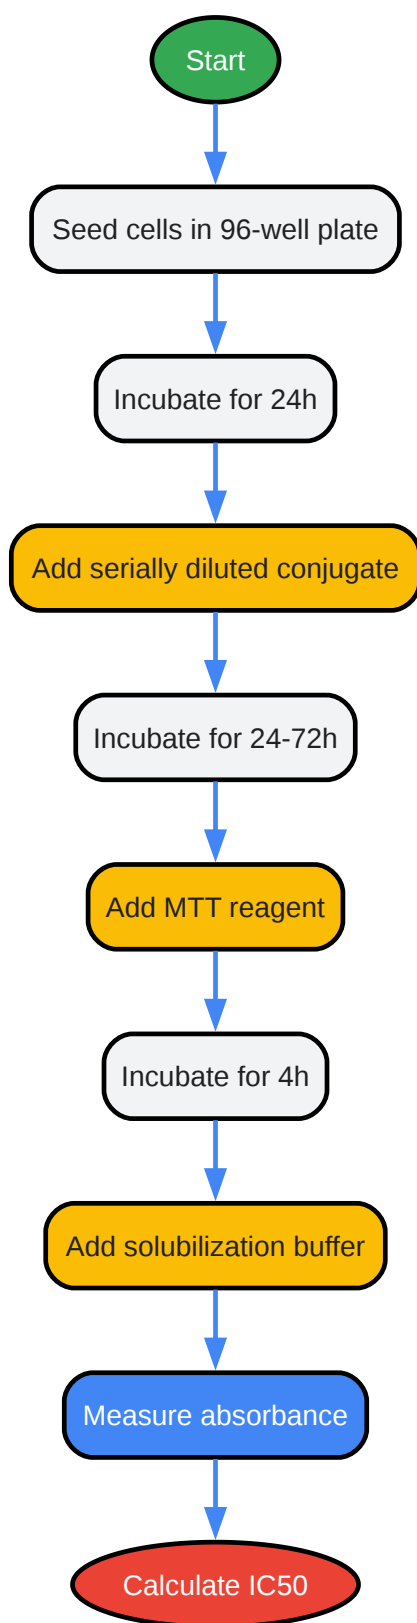 Start
Seed cells in 96-well plate
Incubate for 24h
Add serially diluted conjugate
Incubate for 24-72h
Add MTT reagent
Incubate for 4h
Add solubilization buffer
Measure absorbance
Calculate IC50